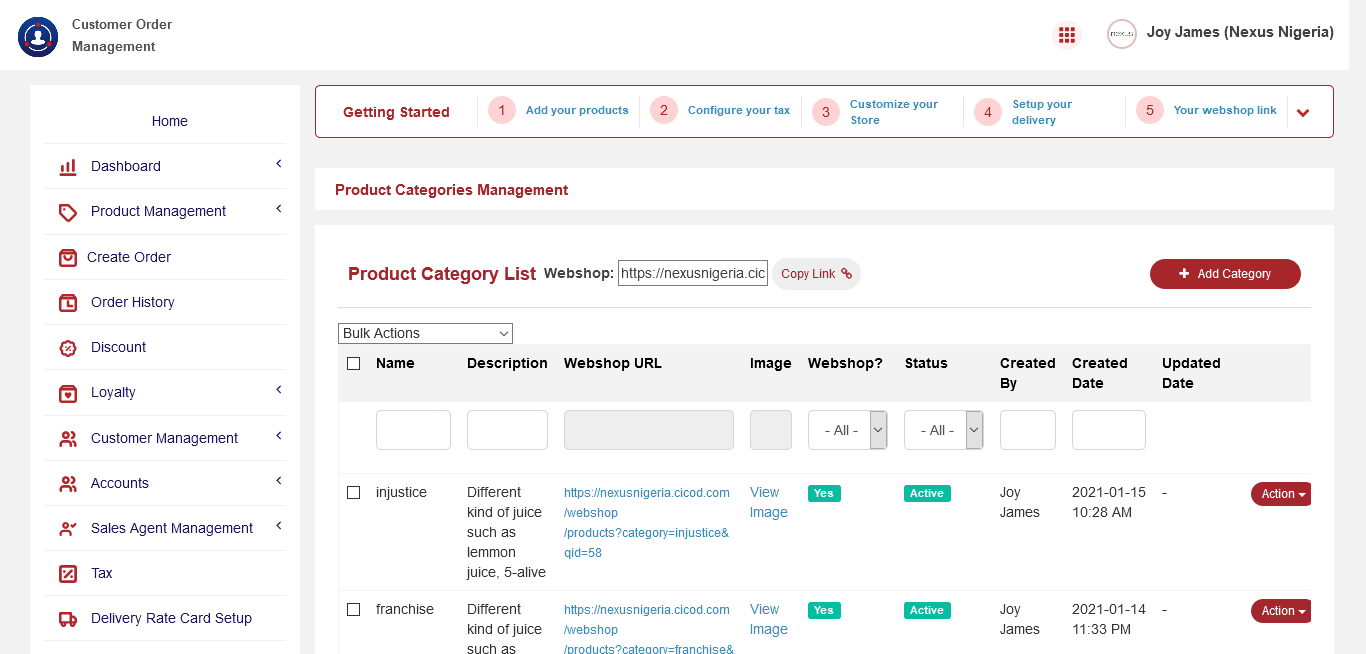 Customer Order
Management
nexus
Joy James (Nexus Nigeria)
Home
Dashboard
Product Management
Create Order
Order History
Discount
Loyalty
Customer Management
Accounts
Sales Agent Management
Tax
Delivery Rate Card Setup
Getting Started
1 Add your products
2 Configure your tax
3 Customize your
Store
4 Setup your
delivery
5 Your webshop link
Product Categories Management
Product Category List Webshop: https://nexusnigeria.cic Copy Link
Add Category
Bulk Actions
Name Description Webshop URL Image Webshop? Status Created Created Updated
By Date Date
- All - - All -
injustice Different https://nexusnigeria.cicod.com View Yes Active Joy 2021-01-15 - Action
kind of juice /webshop Image James 10:28 AM
such as /products?category=injustice&
lemmon qid=58
juice, 5-alive
franchise Different https://nexusnigeria.cicod.com View Yes Active Joy 2021-01-14 - Action
kind of juice /webshop Image James 11:33 PM
such as /products?category=franchise&